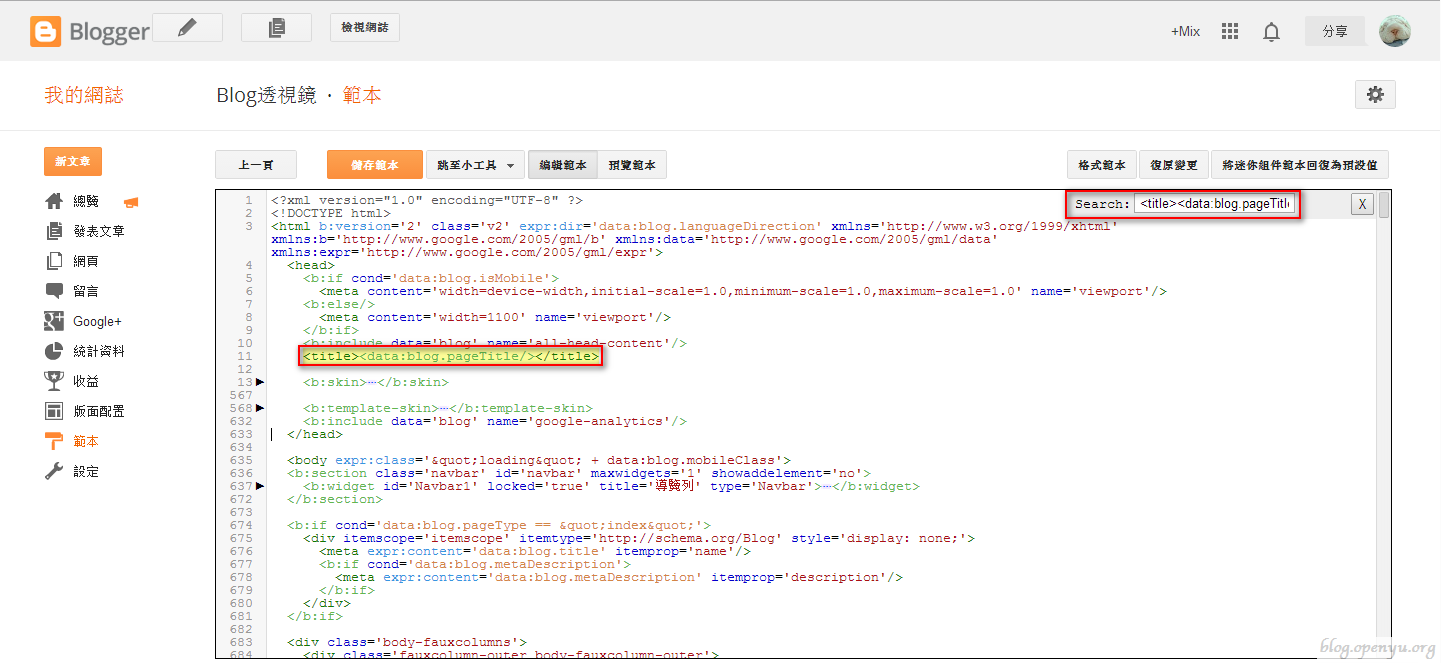 Blogger
檢視網誌
+Mix
分享
我的網誌
Blog透視鏡 · 範本
新文章
總覽
發表文章
網頁
留言
Google+
統計資料
收益
版面配置
範本
設定
上一頁
儲存範本
跳至小工具
編輯範本
預覽範本
格式範本
復原變更
將迷你組件範本回復為預設值
Search: <title><data:blog.pageTitl
X
1 <?xml version="1.0" encoding="UTF-8" ?>
2 <!DOCTYPE html>
3 <html b:version='2' class='v2' expr:dir='data:blog.languageDirection' xmlns='http://www.w3.org/1999/xhtml'
xmlns:b='http://www.google.com/2005/gml/b' xmlns:data='http://www.google.com/2005/gml/data'
xmlns:expr='http://www.google.com/2005/gml/expr'>
4 <head>
5 <b:if cond='data:blog.isMobile'>
6 <meta content='width=device-width,initial-scale=1.0,minimum-scale=1.0,maximum-scale=1.0' name='viewport'/>
7 <b:else/>
8 <meta content='width=1100' name='viewport'/>
9 </b:if>
10 <b:include data='blog' name='all-head-content'/>
11 <title><data:blog.pageTitle/></title>
12
13 <b:skin>…</b:skin>
567
568 <b:template-skin>…</b:template-skin>
632 <b:include data='blog' name='google-analytics'/>
633 </head>
634
635 <body expr:class='&quot;loading&quot; + data:blog.mobileClass'>
636 <b:section class='navbar' id='navbar' maxwidgets='1' showaddelement='no'>
637 <b:widget id='Navbar1' locked='true' title='導覽列' type='Navbar'>…</b:widget>
672 </b:section>
673
674 <b:if cond='data:blog.pageType == &quot;index&quot;'>
675 <div itemscope='itemscope' itemtype='http://schema.org/Blog' style='display: none;'>
676 <meta expr:content='data:blog.title' itemprop='name'/>
677 <b:if cond='data:blog.metaDescription'>
678 <meta expr:content='data:blog.metaDescription' itemprop='description'/>
679 </b:if>
680 </div>
681 </b:if>
682
683 <div class='body-fauxcolumns'>
684 <div class='fauxcolumn-outer body-fauxcolumn-outer'>
blog.openyu.org